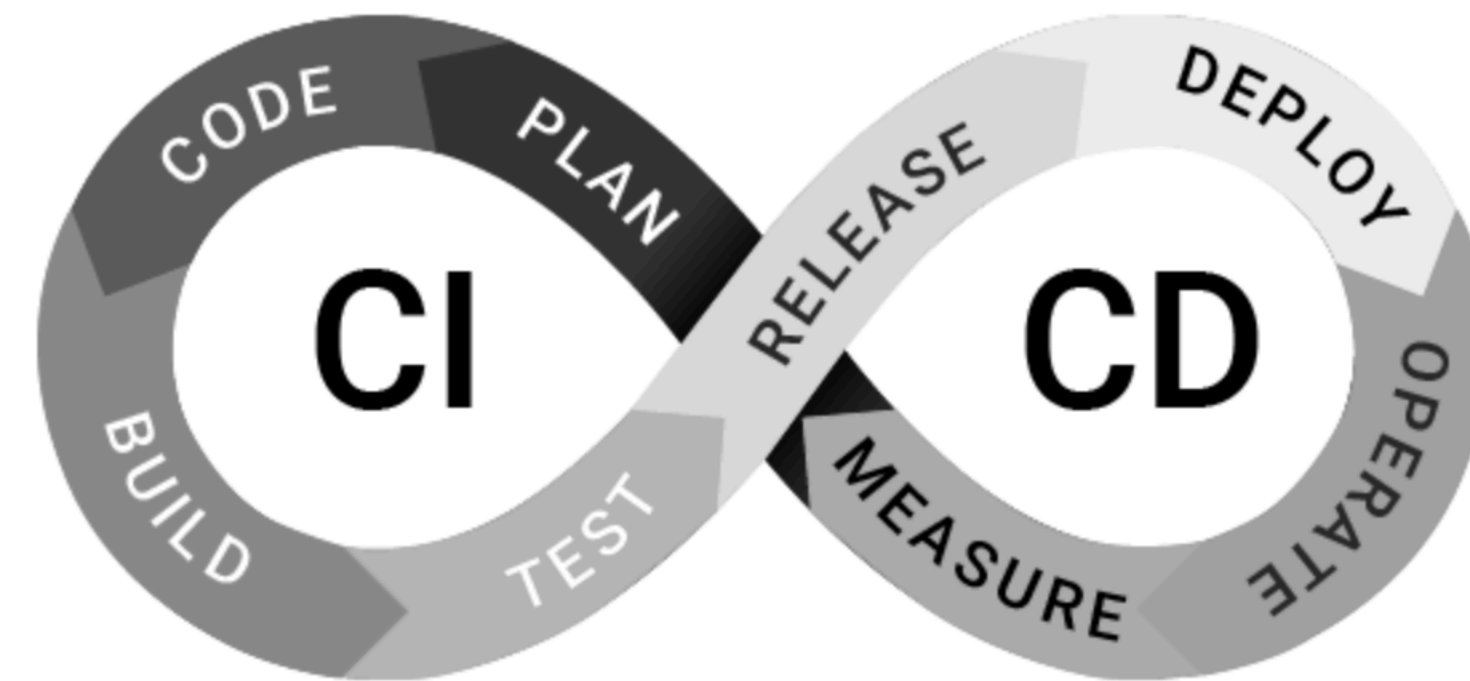 CODE
PLAN
BUILD
TEST
CI
RELEASE
DEPLOY
OPERATE
MEASURE
CD